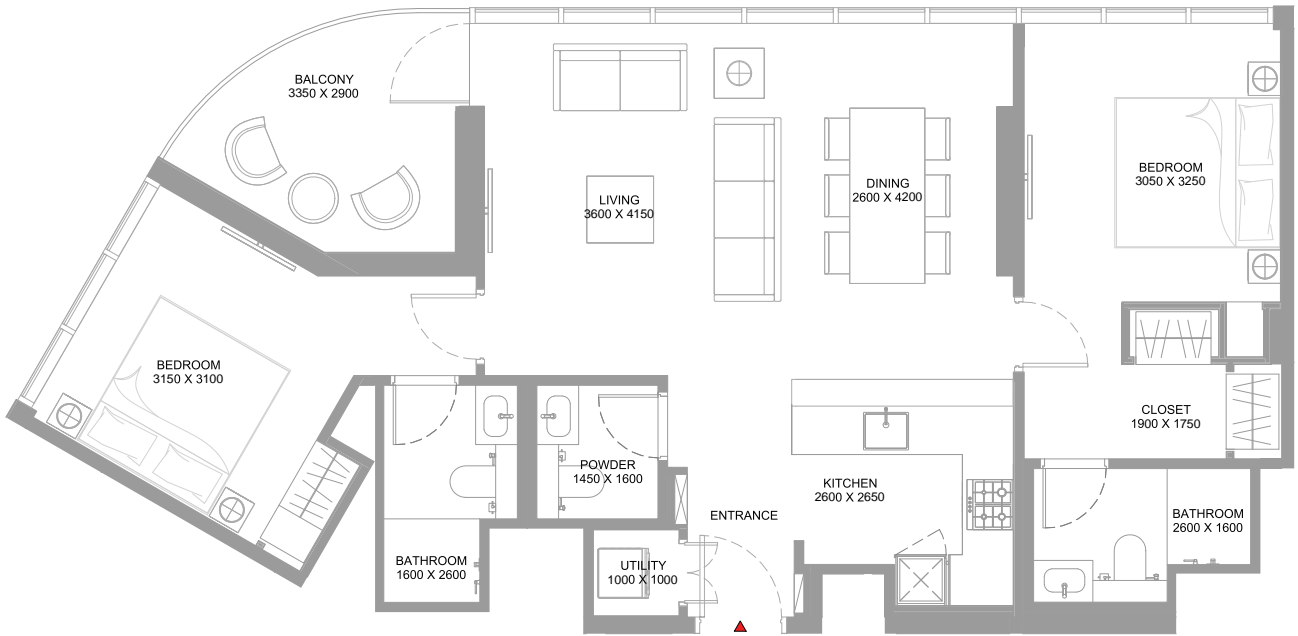 BALCONY
3350 X 2900
BEDROOM
3050 X 3250
LIVING
3600 X 4150
DINING
2600 X 4200
BEDROOM
3150 X 3100
CLOSET
1900 X 1750
POWDER
1450 X 1600
KITCHEN
2600 X 2650
ENTRANCE
BATHROOM
2600 X 1600
BATHROOM
1600 X 2600
UTILITY
1000 X 1000